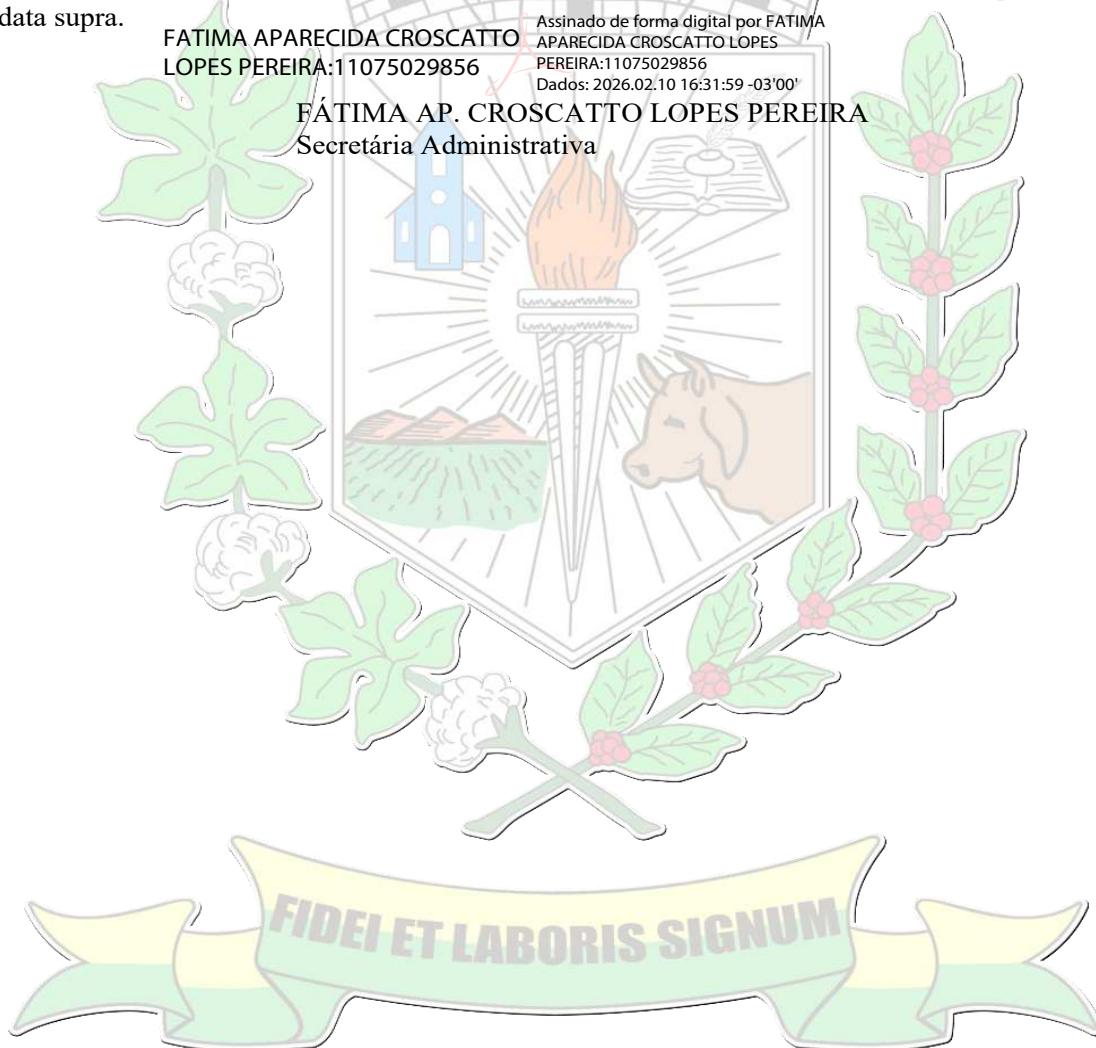 data supra.
FATIMA APARECIDA CROSCATTO
LOPES PEREIRA:11075029856
Assinado de forma digital por FATIMA
APARECIDA CROSCATTO LOPES
PEREIRA:11075029856
Dados: 2026.02.10 16:31:59 -03'00'
FÁTIMA AP. CROSCATTO LOPES PEREIRA
Secretária Administrativa
FIDEI ET LABORIS SIGNUM